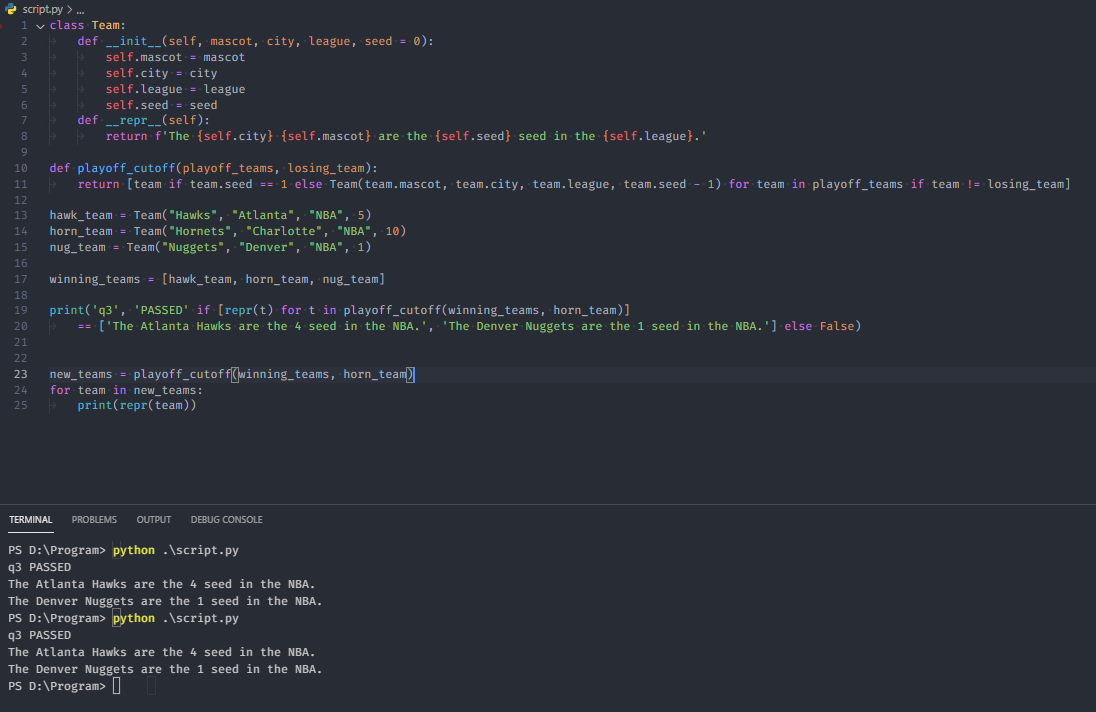 script.py > ...
1 class Team:
2 def __init__(self, mascot, city, league, seed = 0):
3 self.mascot = mascot
4 self.city = city
5 self.league = league
6 self.seed = seed
7 def __repr__(self):
8 return f'The {self.city} {self.mascot} are the {self.seed} seed in the {self.league}.'
9
10 def playoff_cutoff(playoff_teams, losing_team):
11 return [team if team.seed == 1 else Team(team.mascot, team.city, team.league, team.seed - 1) for team in playoff_teams if team != losing_team]
12
13 hawk_team = Team("Hawks", "Atlanta", "NBA", 5)
14 horn_team = Team("Hornets", "Charlotte", "NBA", 10)
15 nug_team = Team("Nuggets", "Denver", "NBA", 1)
16
17 winning_teams = [hawk_team, horn_team, nug_team]
18
19 print('q3', 'PASSED' if [repr(t) for t in playoff_cutoff(winning_teams, horn_team)]
20 == ['The Atlanta Hawks are the 4 seed in the NBA.', 'The Denver Nuggets are the 1 seed in the NBA.'] else False)
21
22
23 new_teams = playoff_cutoff(winning_teams, horn_team)
24 for team in new_teams:
25 print(repr(team))
TERMINAL PROBLEMS OUTPUT DEBUG CONSOLE
PS D:\Program> python .\script.py
q3 PASSED
The Atlanta Hawks are the 4 seed in the NBA.
The Denver Nuggets are the 1 seed in the NBA.
PS D:\Program> python .\script.py
q3 PASSED
The Atlanta Hawks are the 4 seed in the NBA.
The Denver Nuggets are the 1 seed in the NBA.
PS D:\Program>